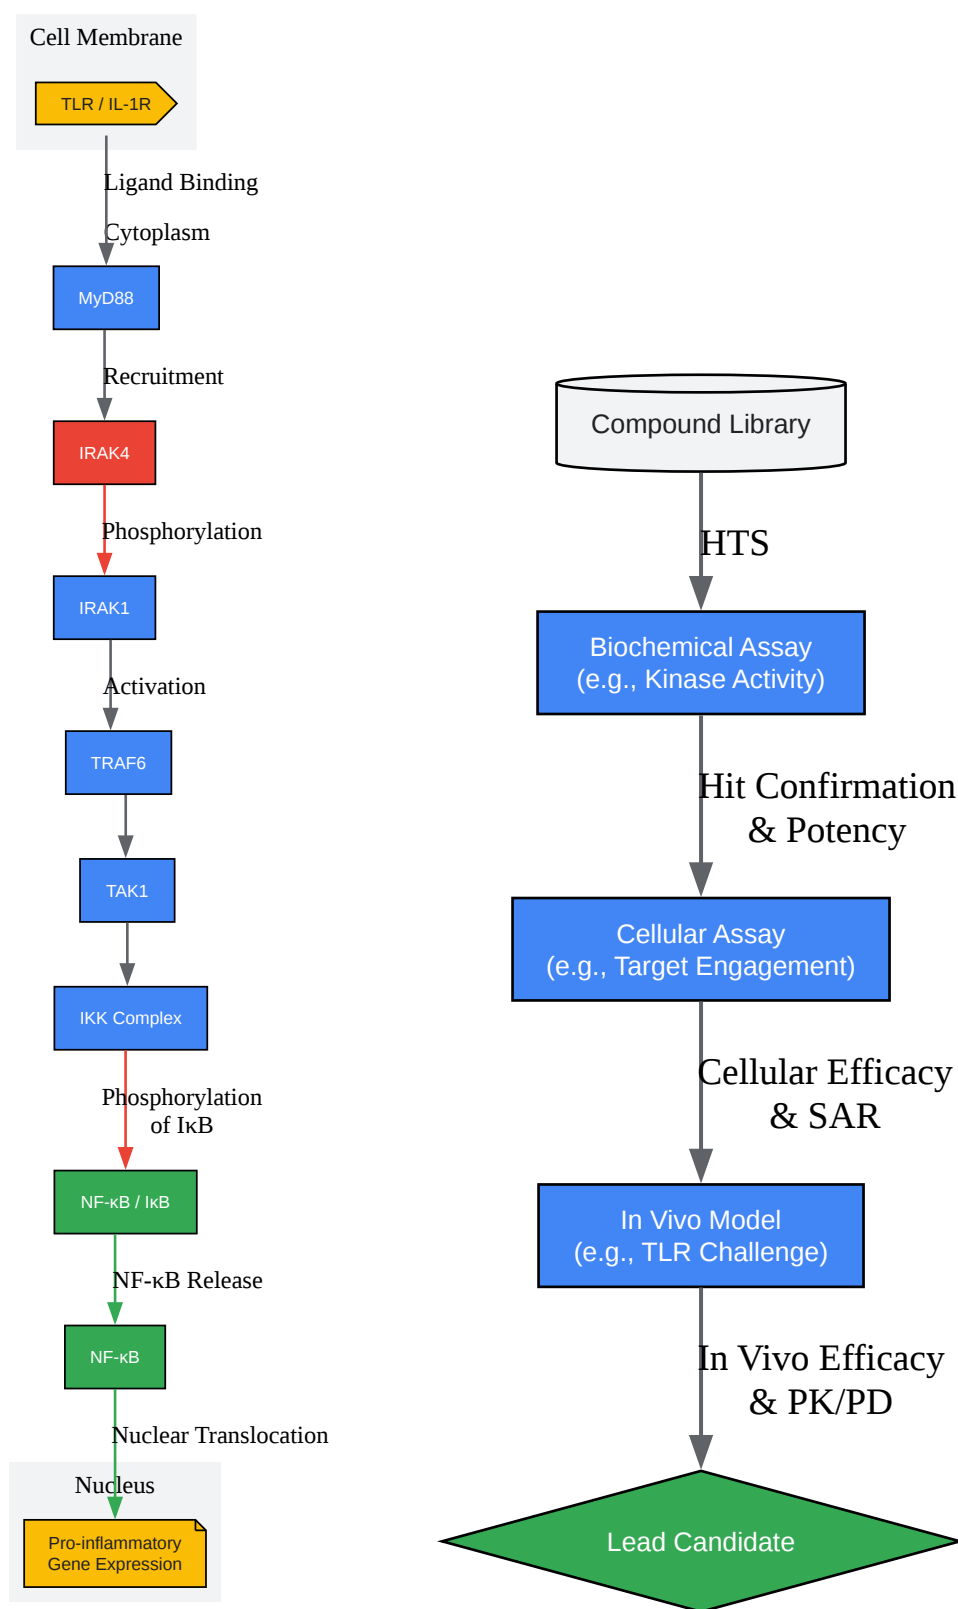 Cell Membrane
TLR / IL-1R
Ligand Binding
Cytoplasm
MyD88
Recruitment
IRAK4
Phosphorylation
IRAK1
Activation
TRAF6
TAK1
IKK Complex
Phosphorylation
of IκB
NF-κB / IκB
NF-κB Release
NF-κB
Nuclear Translocation
Nucleus
Pro-inflammatory
Gene Expression
Compound Library
HTS
Biochemical Assay
(e.g., Kinase Activity)
Hit Confirmation
& Potency
Cellular Assay
(e.g., Target Engagement)
Cellular Efficacy
& SAR
In Vivo Model
(e.g., TLR Challenge)
In Vivo Efficacy
& PK/PD
Lead Candidate